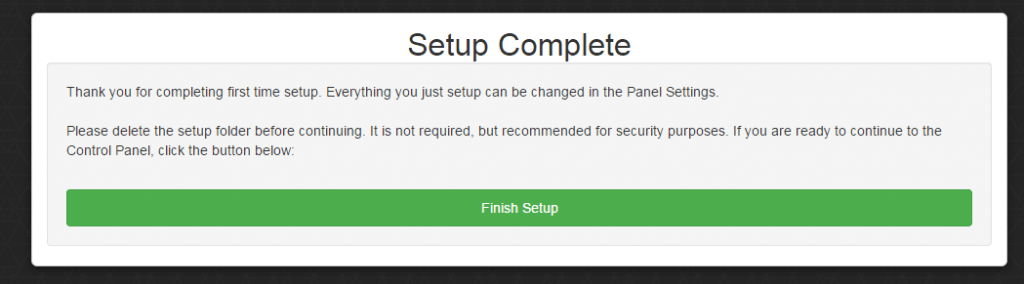 Setup Complete
Thank you for completing first time setup. Everything you just setup can be changed in the Panel Settings.
Please delete the setup folder before continuing. It is not required, but recommended for security purposes. If you are ready to continue to the
Control Panel, click the button below:
Finish Setup